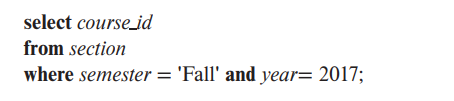 select course_id
from section
where semester = 'Fall' and year= 2017;